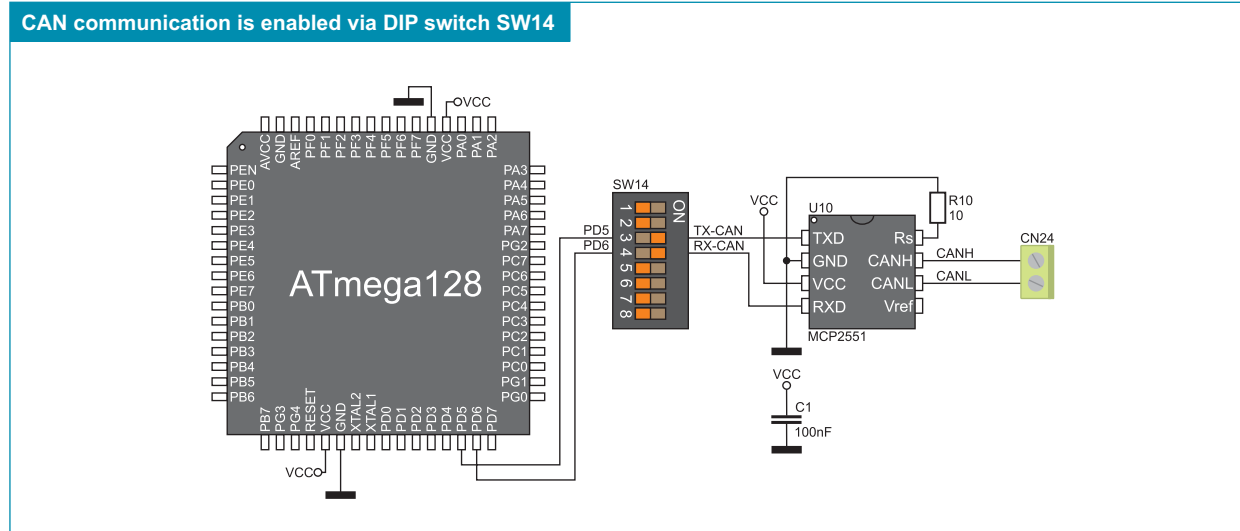 CAN communication is enabled via DIP switch SW14
VCC
AVCC
GND
AREF
PF0
PF1
PF2
PF3
PF4
PF5
PF6
PF7
GND
VCC
PA0
PA1
PA2
PEN
PE0
PE1
PE2
PE3
PE4
PE5
PE6
PE7
PB0
PB1
PB2
PB3
PB4
PB5
PB6
ATmega128
PA3
PA4
PA5
PA6
PA7
PG2
PC7
PC6
PC5
PC4
PC3
PC2
PC1
PC0
PG1
PG0
PB7
PG3
PG4
RESET
VCC
GND
XTAL2
XTAL1
PD0
PD1
PD2
PD3
PD4
PD5
PD6
PD7
VCC
PD5
PD6
SW14
ON
1
2
3
4
5
6
7
8
TX-CAN
RX-CAN
VCC
U10
TXD
GND
VCC
RXD
Rs
CANH
CANL
Vref
MCP2551
R10
10
CANH
CANL
CN24
VCC
C1
100nF